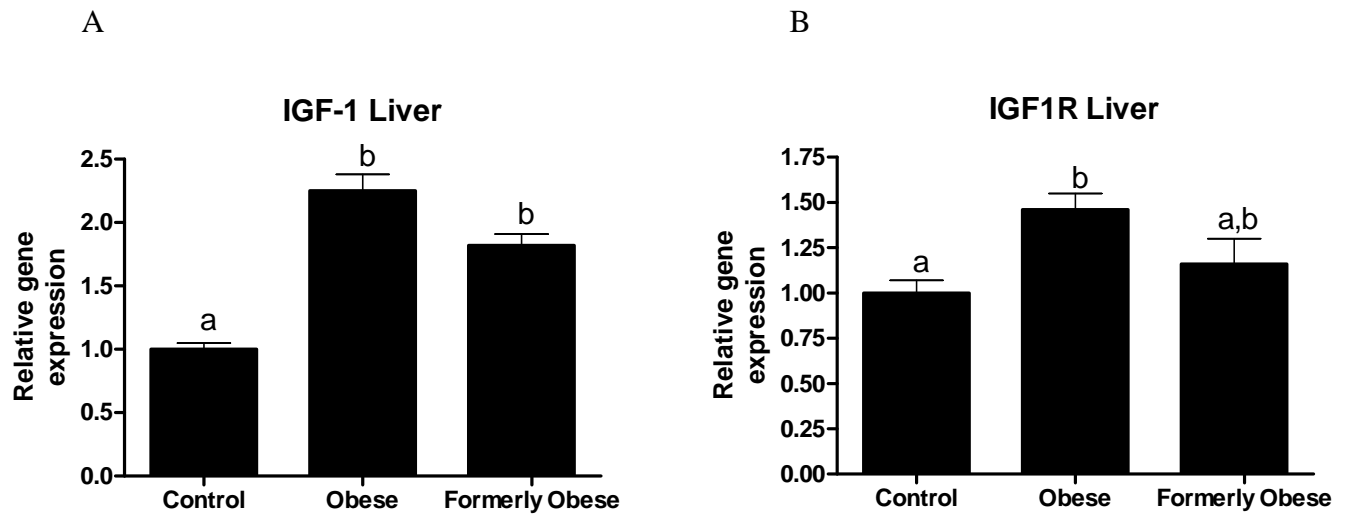 A
IGF-1 Liver
Relative gene
expression
2.5
2.0
1.5
1.0
0.5
0.0
a
b
b
Control
Obese
Formerly Obese
B
IGF1R Liver
Relative gene
expression
1.75
1.50
1.25
1.00
0.75
0.50
0.25
0.00
a
b
a,b
Control
Obese
Formerly Obese